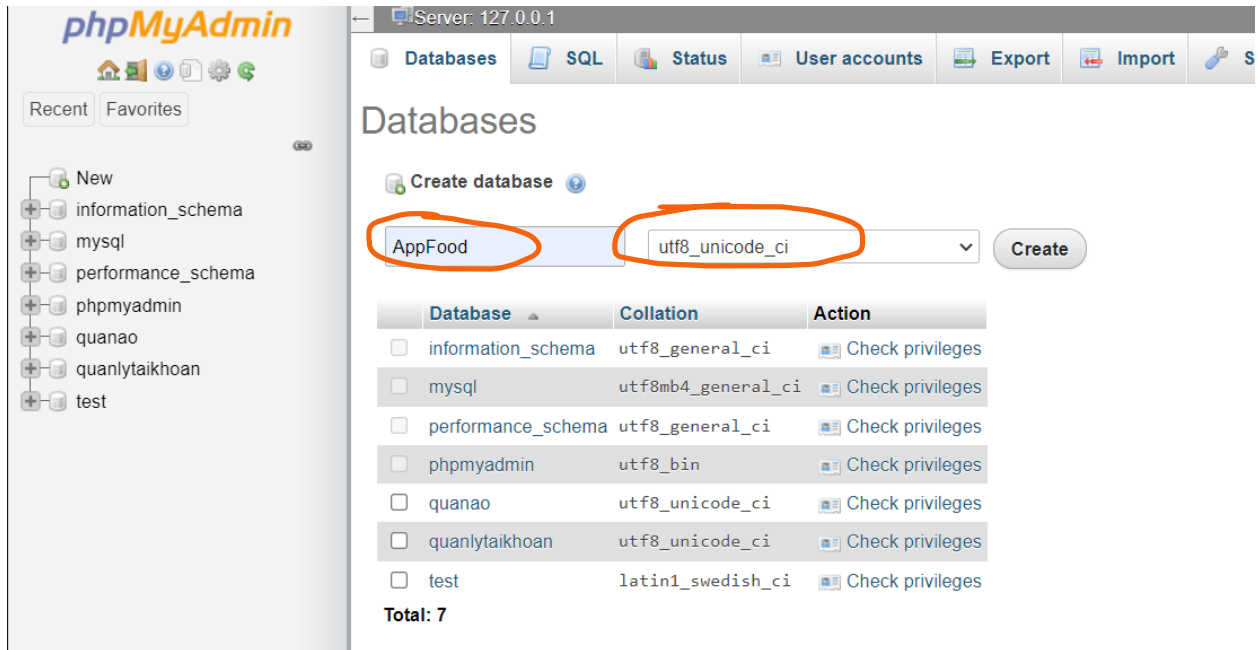 phpMyAdmin
Recent Favorites
New
information_schema
mysql
performance_schema
phpmyadmin
quanao
quanlytaikhoan
test
Server: 127.0.0.1
Databases SQL Status User accounts Export Import S
Databases
Create database
AppFood utf8_unicode_ci Create
Database Collation Action
information_schema utf8_general_ci Check privileges
mysql utf8mb4_general_ci Check privileges
performance_schema utf8_general_ci Check privileges
phpmyadmin utf8_bin Check privileges
quanao utf8_unicode_ci Check privileges
quanlytaikhoan utf8_unicode_ci Check privileges
test latin1_swedish_ci Check privileges
Total: 7